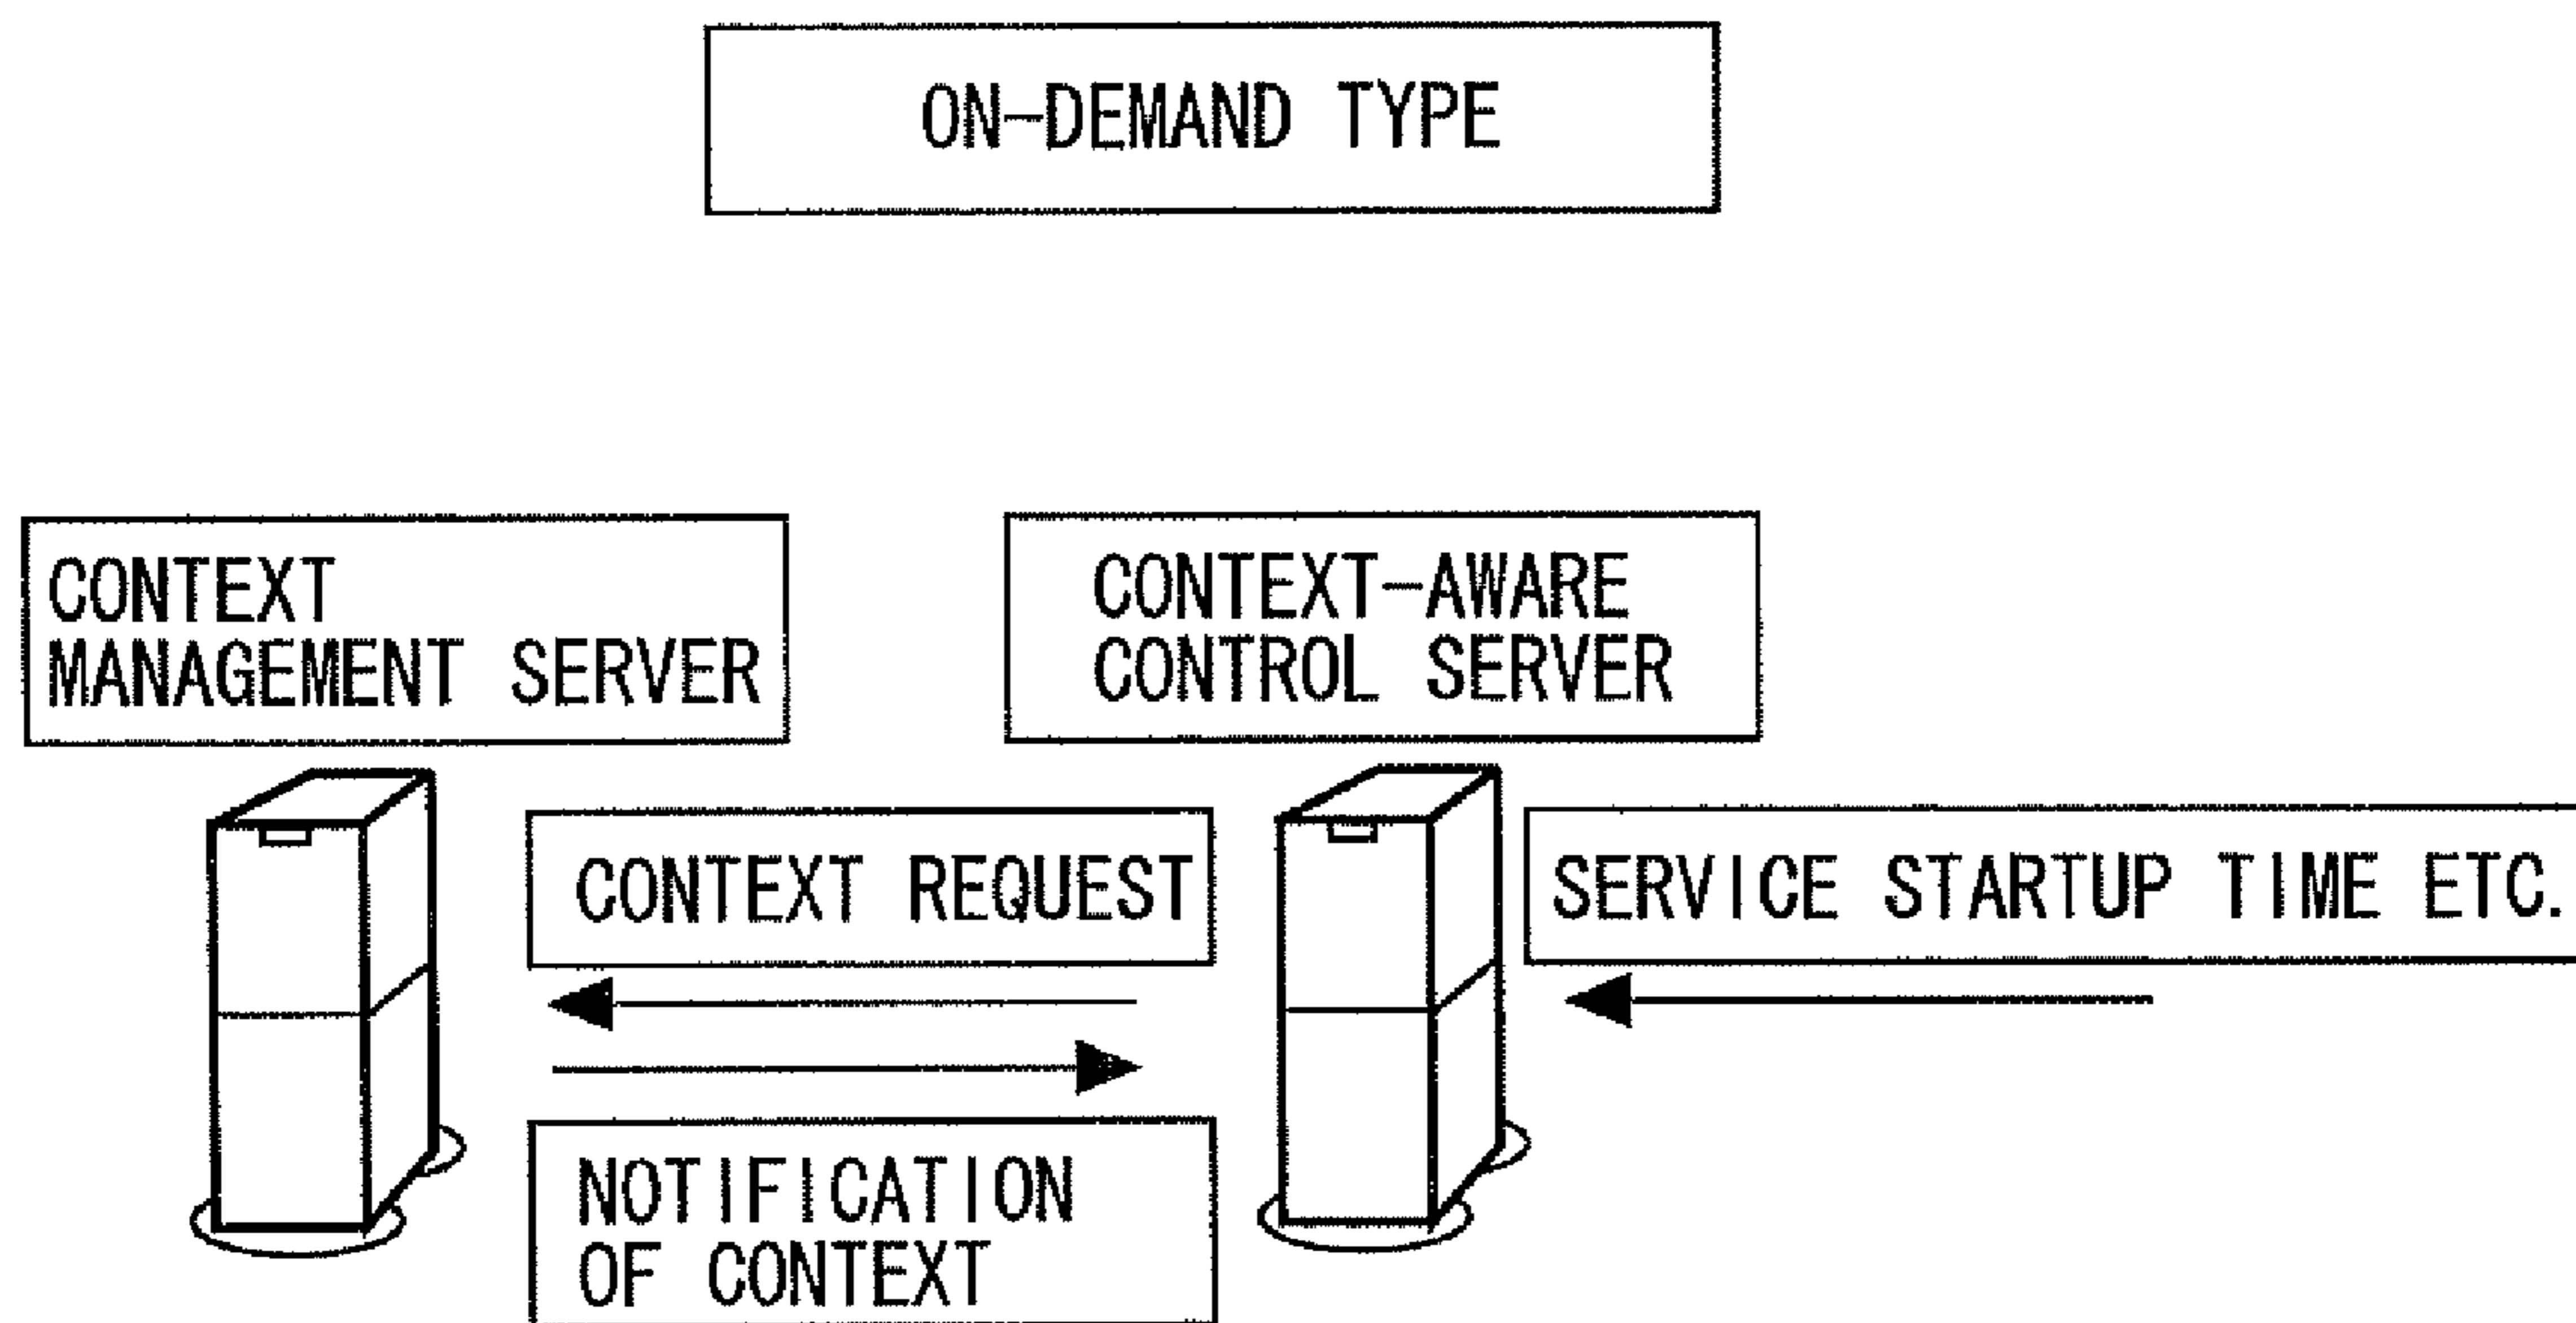 ON-DEMAND TYPE
CONTEXT
MANAGEMENT SERVER
CONTEXT-AWARE
CONTROL SERVER
CONTEXT REQUEST
SERVICE STARTUP TIME ETC.
NOTIFICATION
OF CONTEXT